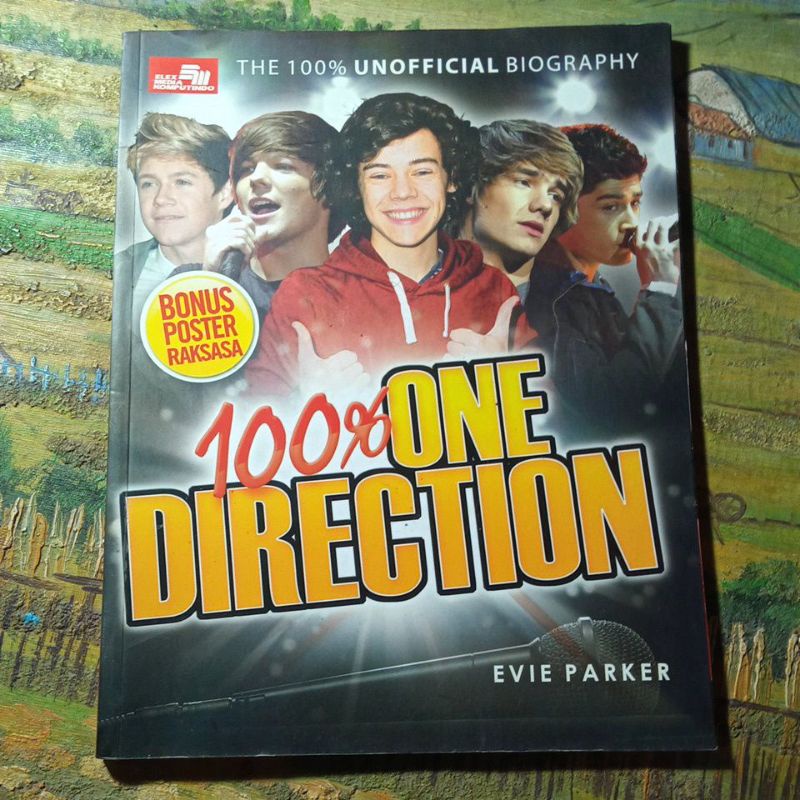 ELEX
MEDIA
KOMPUTINDO
THE 100% UNOFFICIAL BIOGRAPHY
BONUS
POSTER
RAKSASA
100% ONE
DIRECTION
EVIE PARKER